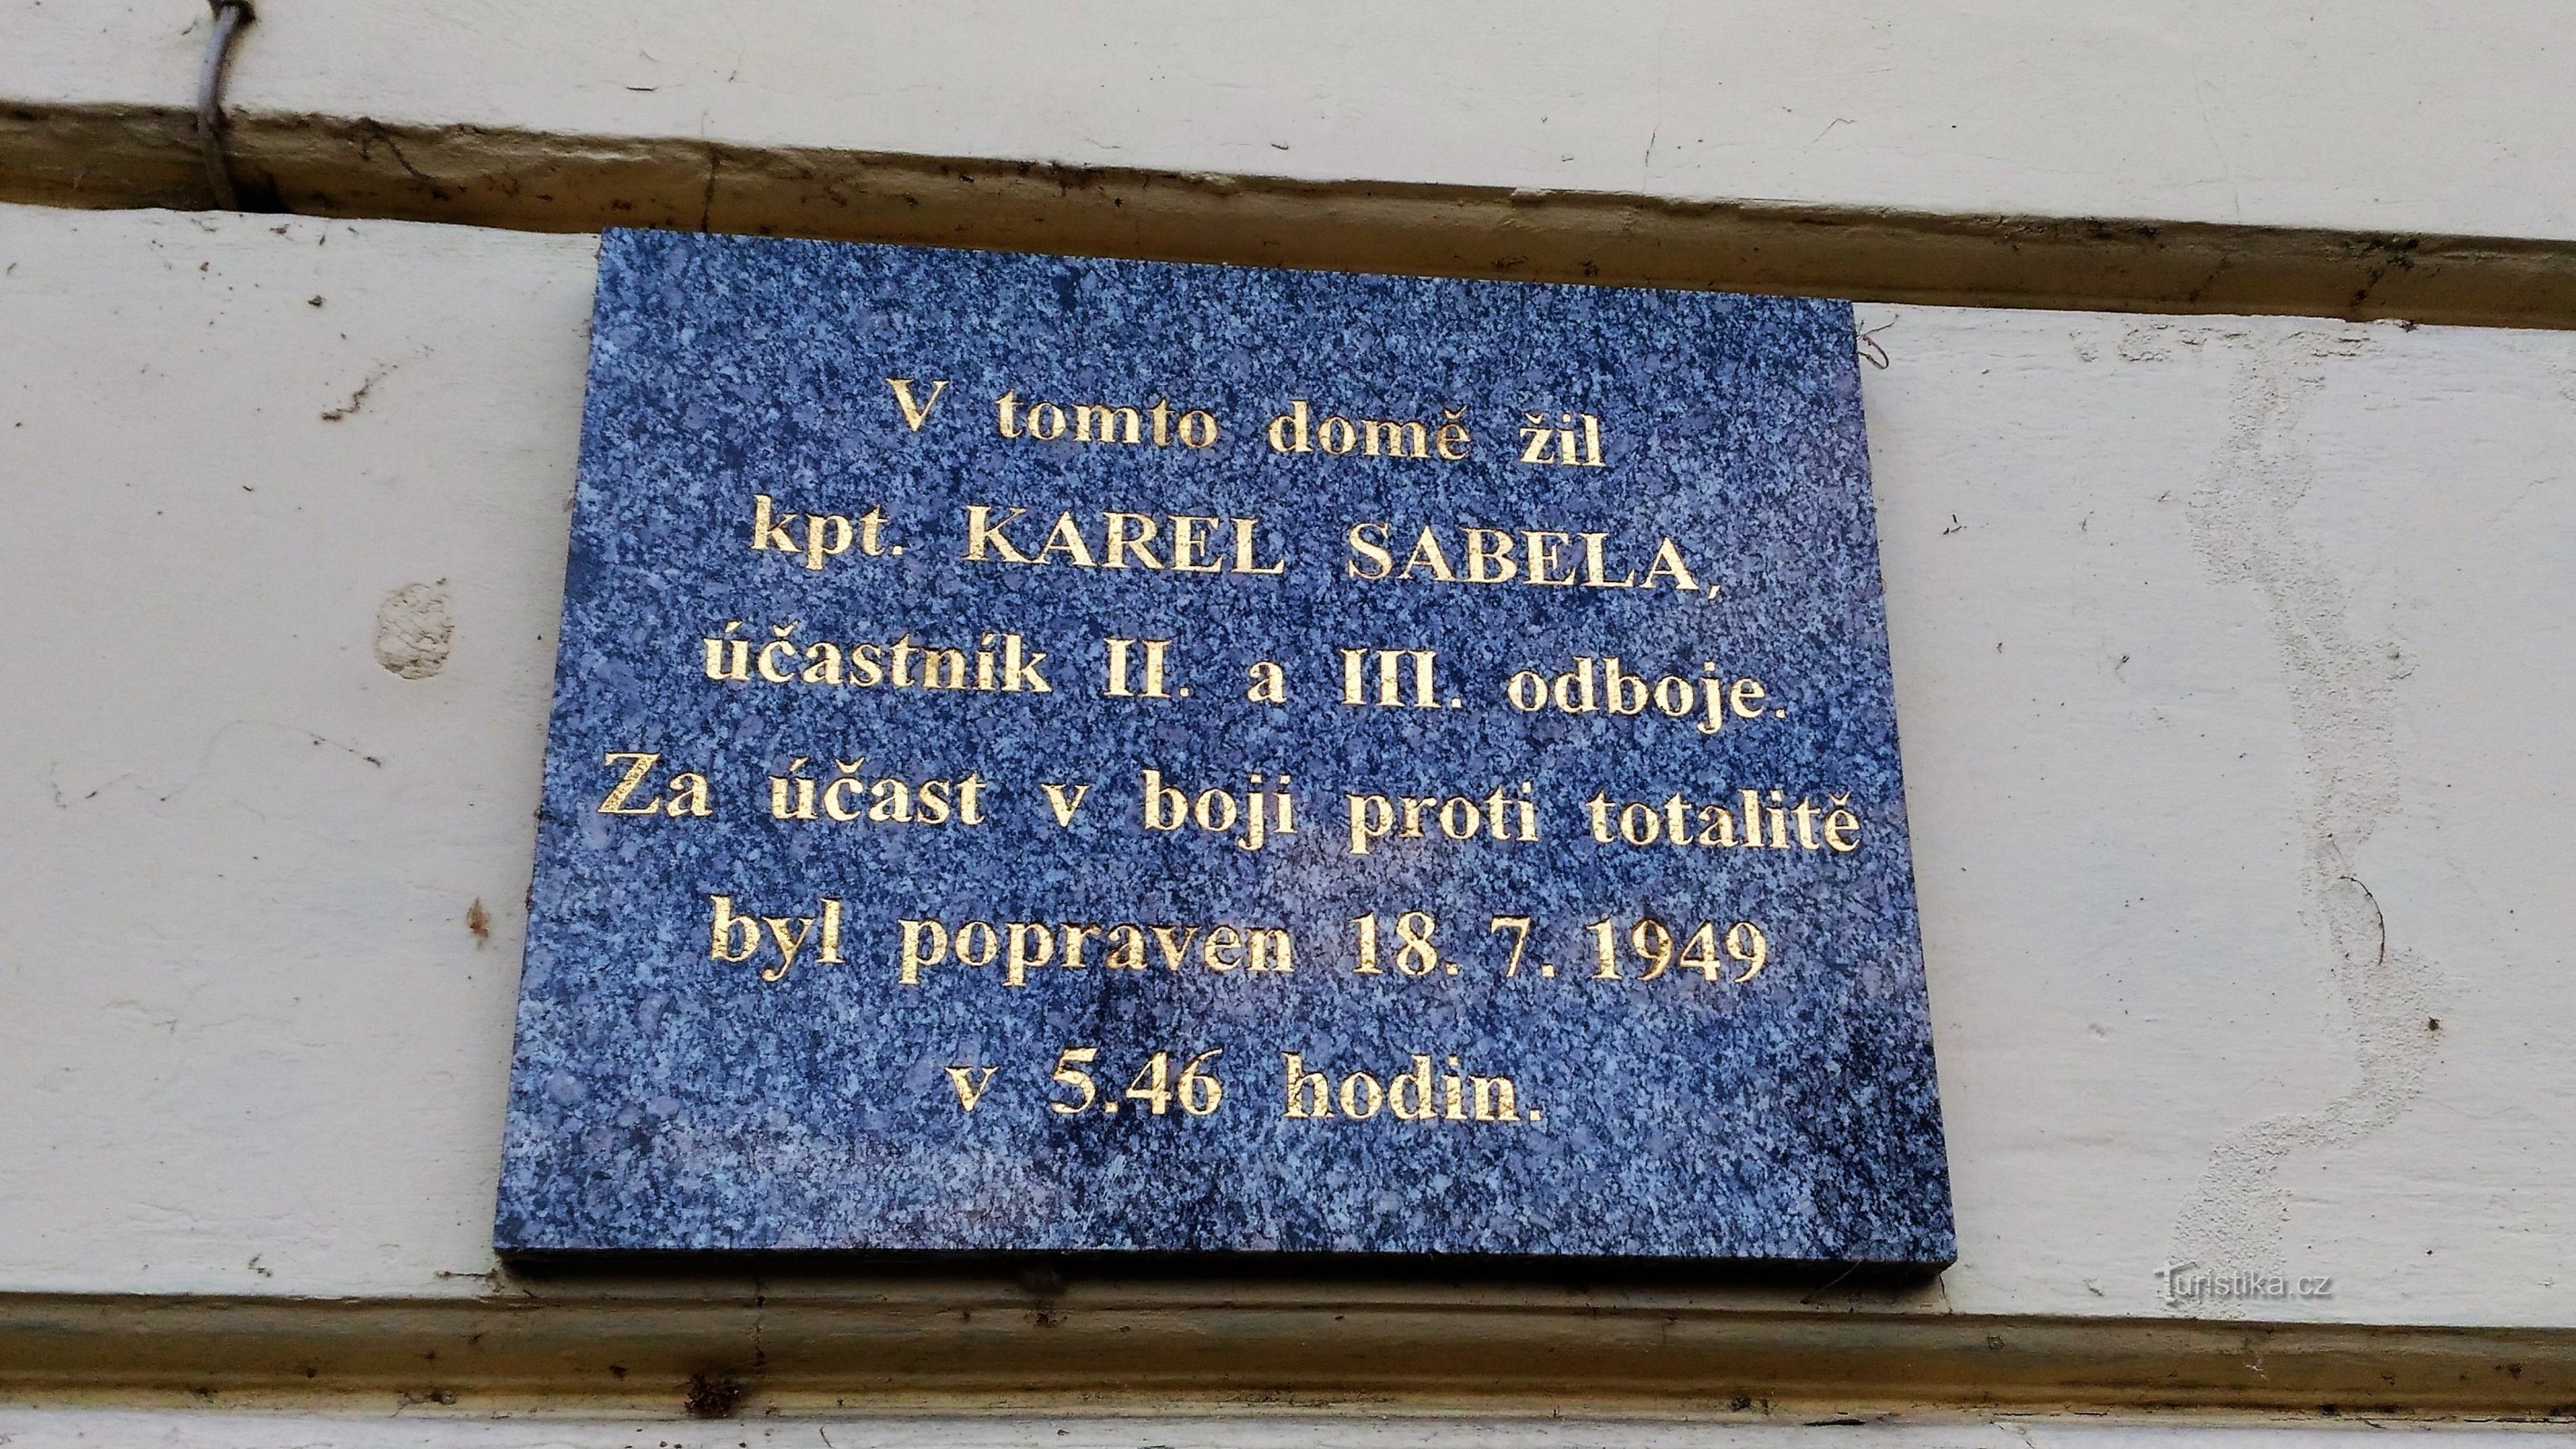 V tomto domě žil
kpt. KAREL SABELA,
účastník II. a III. odboje.
Za účast v boji proti totalitě
byl popraven 18. 7. 1949
v 5.46 hodin.
Turistika.cz